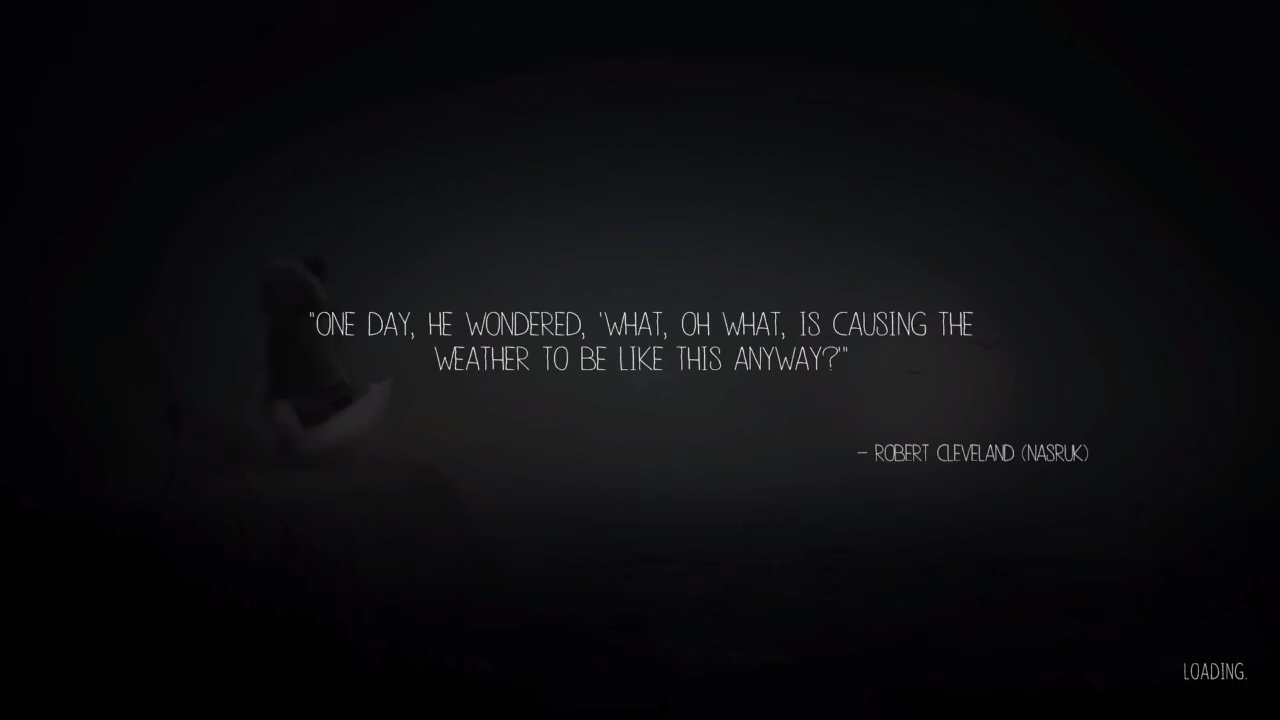 "ONE DAY, HE WONDERED, 'WHAT, OH WHAT, IS CAUSING THE
WEATHER TO BE LIKE THIS ANYWAY?'"
- ROBERT CLEVELAND (NASRUK)
LOADING.